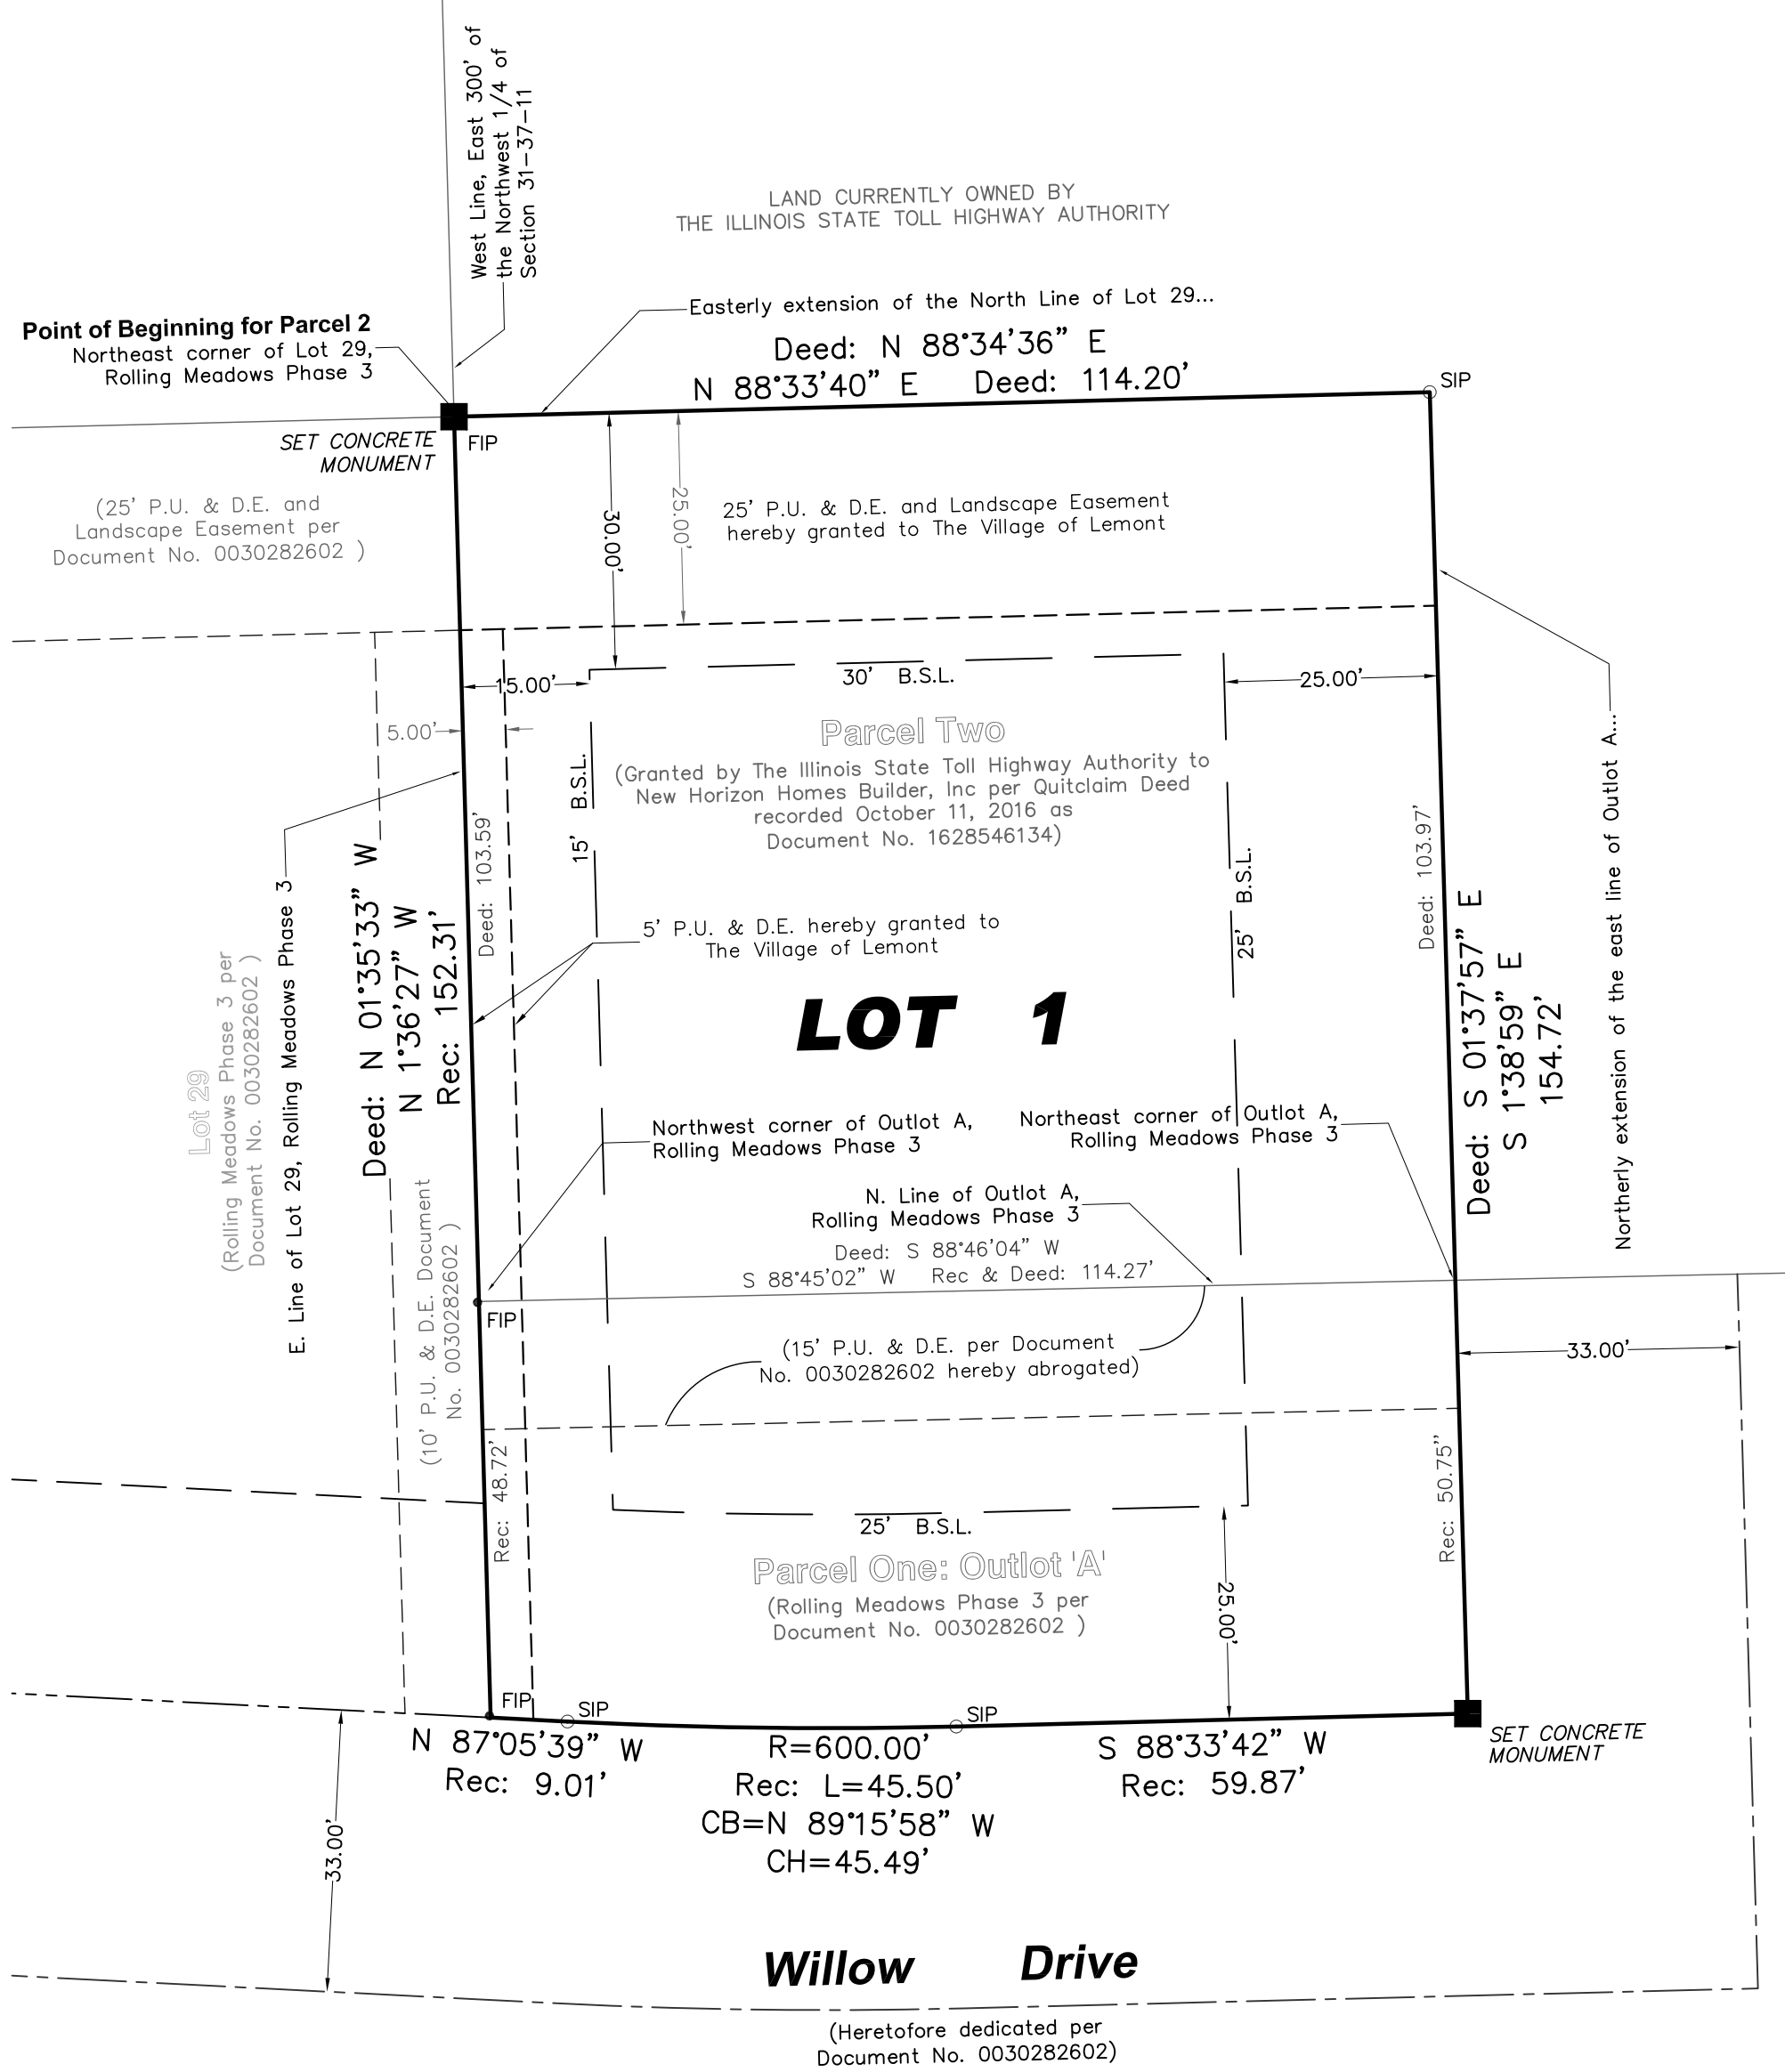 West Line, East 300' of
the Northwest 1/4 of
Section 31-37-11
LAND CURRENTLY OWNED BY
THE ILLINOIS STATE TOLL HIGHWAY AUTHORITY
Easterly extension of the North Line of Lot 29...
Point of Beginning for Parcel 2
Northeast corner of Lot 29,
Rolling Meadows Phase 3
Deed: N 88°34'36" E
N 88°33'40" E Deed: 114.20'
SIP
SET CONCRETE
MONUMENT
FIP
(25' P.U. & D.E. and
Landscape Easement per
Document No. 0030282602 )
30.00'
25.00'
25' P.U. & D.E. and Landscape Easement
hereby granted to The Village of Lemont
15.00'
30' B.S.L.
25.00'
5.00'
15' B.S.L.
Parcel Two
(Granted by The Illinois State Toll Highway Authority to
New Horizon Homes Builder, Inc per Quitclaim Deed
recorded October 11, 2016 as
Document No. 1628546134)
Deed: 103.59'
Deed: 103.97'
25' B.S.L.
Northerly extension of the east line of Outlot A...
5' P.U. & D.E. hereby granted to
The Village of Lemont
LOT 1
Lot 29
(Rolling Meadows Phase 3 per
Document No. 0030282602 )
E. Line of Lot 29, Rolling Meadows Phase 3
Deed: N 01°35'33" W
N 1°36'27" W
Rec: 152.31'
Deed: S 01°37'57" E
S 1°38'59" E
154.72'
Northwest corner of Outlot A,
Rolling Meadows Phase 3
Northeast corner of Outlot A,
Rolling Meadows Phase 3
N. Line of Outlot A,
Rolling Meadows Phase 3
Deed: S 88°46'04" W
S 88°45'02" W Rec & Deed: 114.27'
FIP
(10' P.U. & D.E. Document
No. 0030282602 )
(15' P.U. & D.E. per Document
No. 0030282602 hereby abrogated)
33.00'
Rec: 48.72'
Rec: 50.75"
25' B.S.L.
Parcel One: Outlot 'A'
(Rolling Meadows Phase 3 per
Document No. 0030282602 )
25.00'
FIP
SIP
SIP
N 87°05'39" W
Rec: 9.01'
R=600.00'
Rec: L=45.50'
CB=N 89°15'58" W
CH=45.49'
S 88°33'42" W
Rec: 59.87'
SET CONCRETE
MONUMENT
33.00'
Willow Drive
(Heretofore dedicated per
Document No. 0030282602)